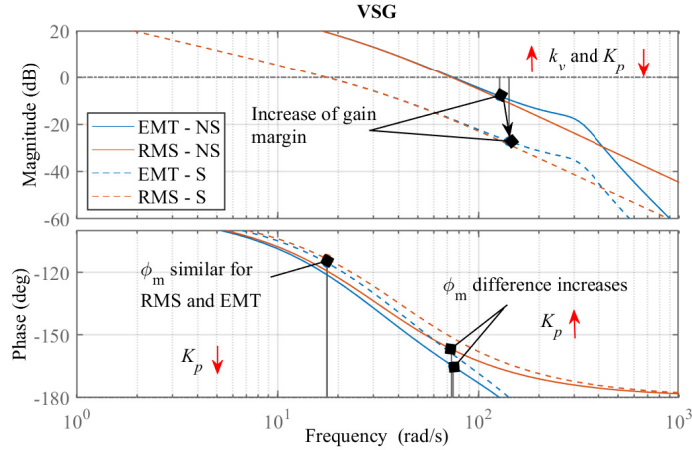 VSG
Magnitude (dB)
20
0
-20
-40
-60
Increase of gain
margin
k_v and K_p
EMT - NS
RMS - NS
EMT - S
RMS - S
Phase (deg)
-120
-150
-180
ϕ_m similar for
RMS and EMT
ϕ_m difference increases
K_p
K_p
10^0
10^1
10^2
10^3
Frequency (rad/s)